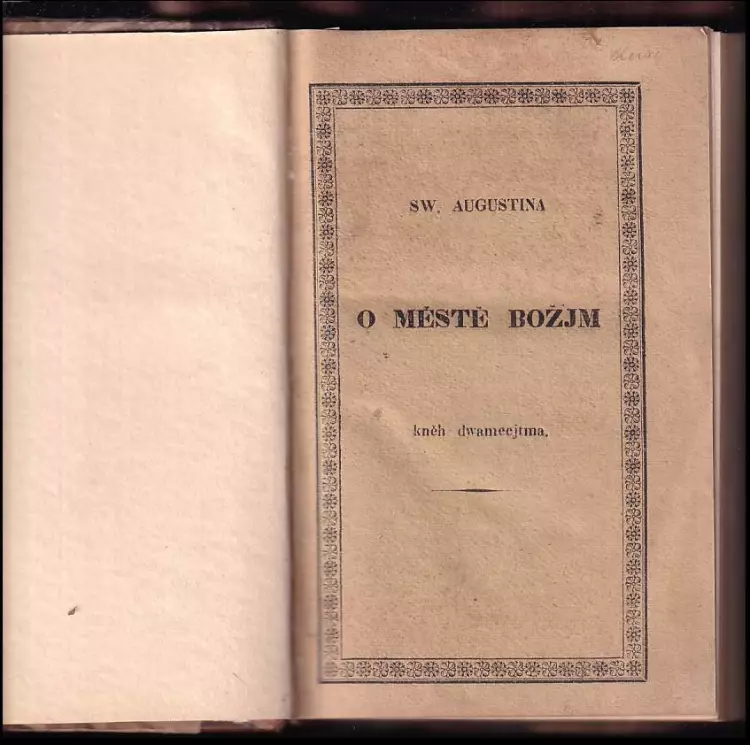 SW. AUGUSTINA
O MĚSTĚ BOŽJM
kněh dwamecjtma.